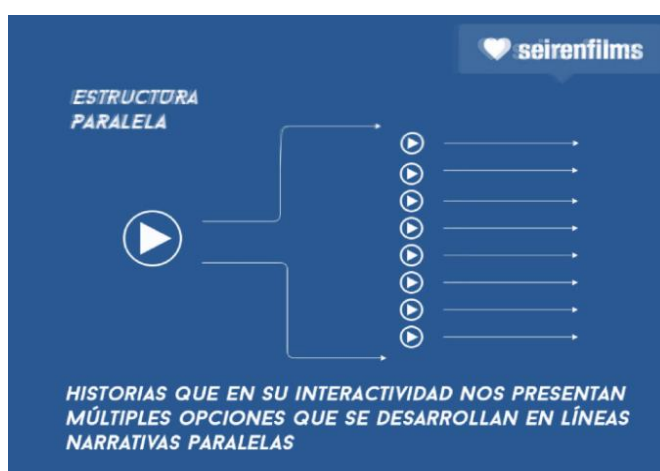 seirenfilms
ESTRUCTURA
PARALELA
HISTORIAS QUE EN SU INTERACTIVIDAD NOS PRESENTAN
MÚLTIPLES OPCIONES QUE SE DESARROLLAN EN LÍNEAS
NARRATIVAS PARALELAS